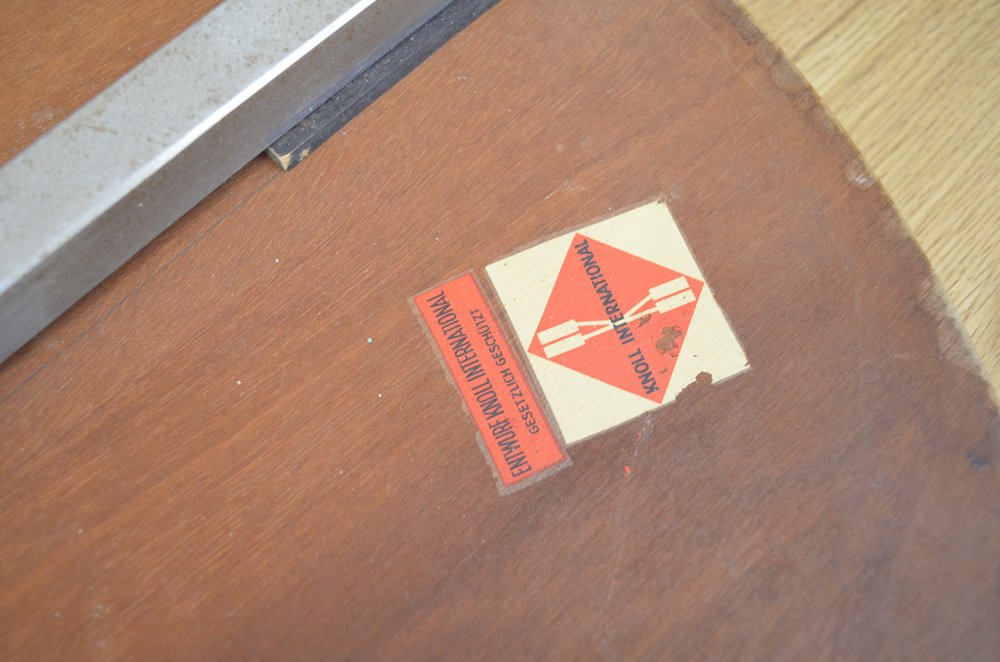 KNOLL INTERNATIONAL
ENTWURF KNOLL INTERNATIONAL
GESETZLICH GESCHÜTZT